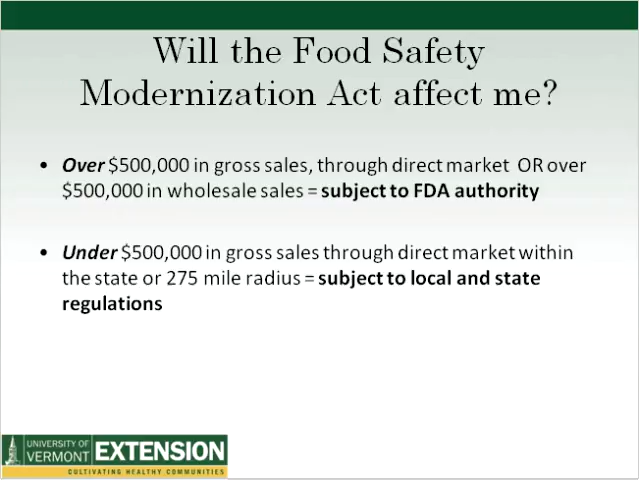 Will the Food Safety
Modernization Act affect me?
• Over $500,000 in gross sales, through direct market OR over
$500,000 in wholesale sales = subject to FDA authority
• Under $500,000 in gross sales through direct market within
the state or 275 mile radius = subject to local and state
regulations
UNIVERSITY OF
VERMONT EXTENSION
CULTIVATING HEALTHY COMMUNITIES